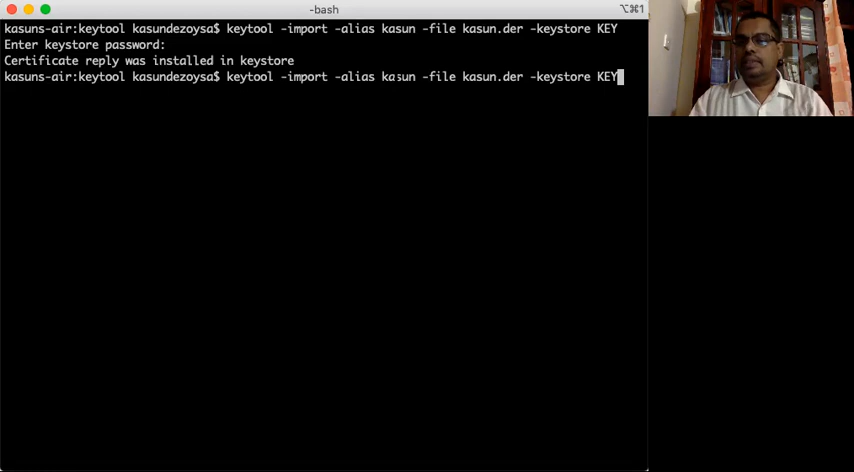 -bash
⌥⌘1
kasuns-air:keytool kasundezoysa$ keytool -import -alias kasun -file kasun.der -keystore KEY
Enter keystore password:
Certificate reply was installed in keystore
kasuns-air:keytool kasundezoysa$ keytool -import -alias kasun -file kasun.der -keystore KEY